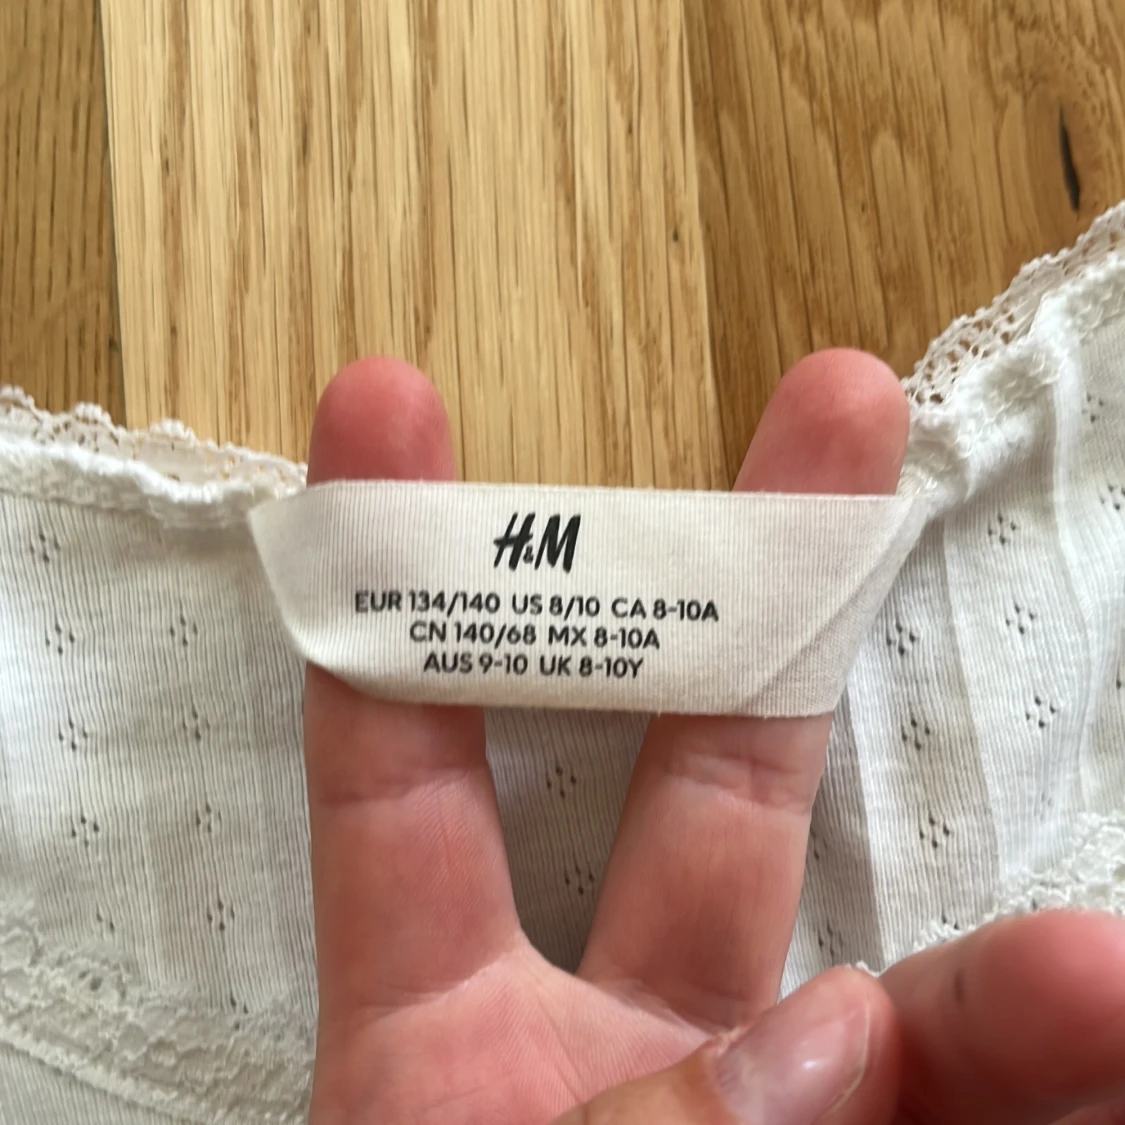 H&M
EUR 134/140 US 8/10 CA 8-10A
CN 140/68 MX 8-10A
AUS 9-10 UK 8-10Y